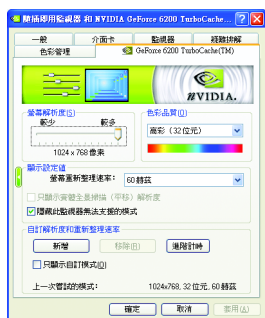 隨插即用監視器 和 NVIDIA GeForce 6200 TurboCache...
一般 介面卡 監視器 疑難排解
色彩管理 GeForce 6200 TurboCache(TM)
NVIDIA.
螢幕解析度(S)
較少 較多
1024 x 768 像素
色彩品質(Q)
高彩 (32 位元)
顯示設定值
螢幕重新整理速率: 60 赫茲
只顯示實體全景掃描 (平移) 解析度
隱藏此監視器無法支援的模式
自訂解析度和重新整理速率
新增 移除(R) 進階計時
只顯示自訂模式(O)
上一次嘗試的模式: 1024x768, 32 位元, 60 赫茲
確定 取消 套用(A)